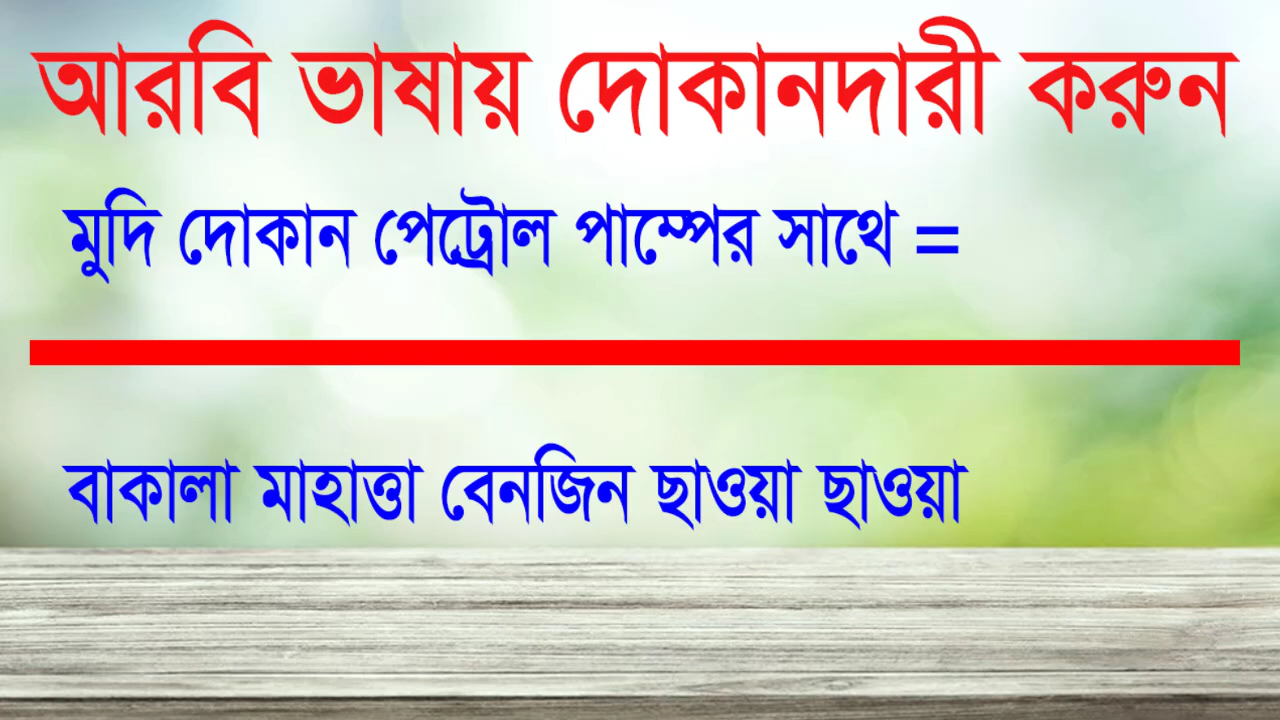 আরবি ভাষায় দোকানদারী করুন
মুদি দোকান পেট্রোল পাম্পের সাথে =
বাকালা মাহাত্তা বেনজিন ছাওয়া ছাওয়া